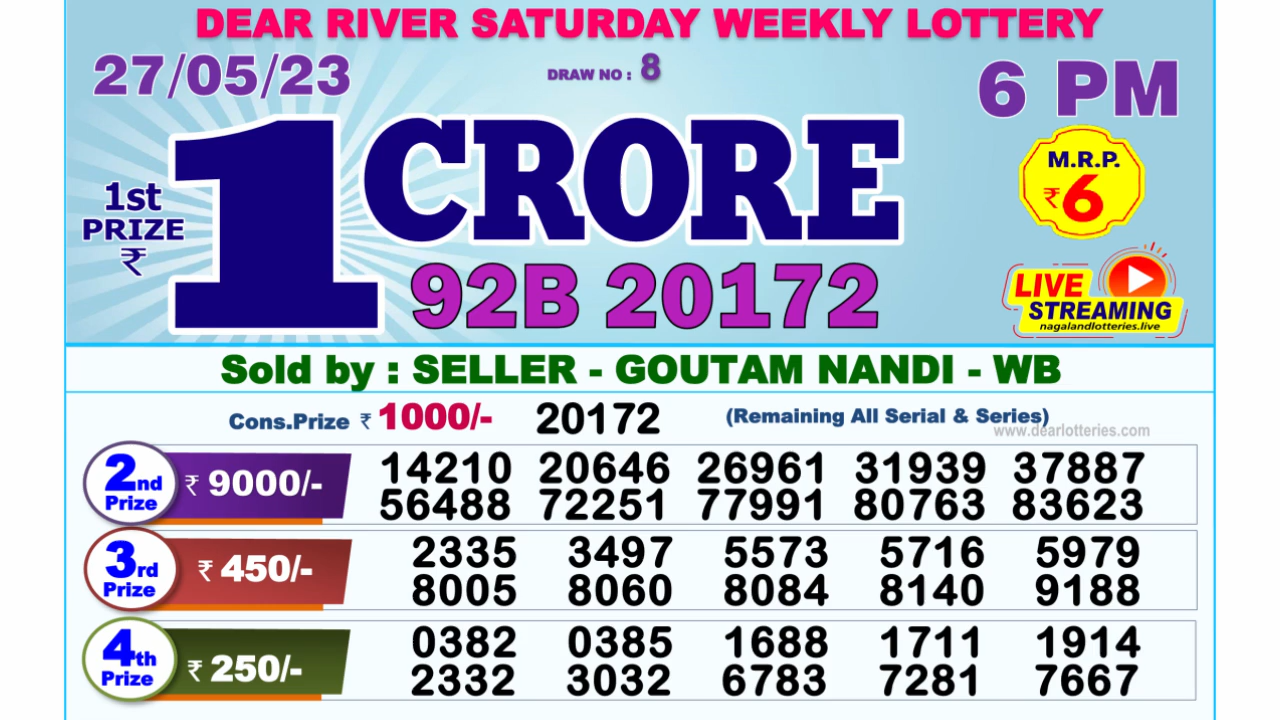 DEAR RIVER SATURDAY WEEKLY LOTTERY
27/05/23
DRAW NO : 8
6 PM
1st
PRIZE
₹
1 CRORE
M.R.P.
₹6
92B 20172
LIVE
STREAMING
nagalandlotteries.live
Sold by : SELLER - GOUTAM NANDI - WB
Cons.Prize ₹ 1000/- 20172 (Remaining All Serial & Series)
www.dearlotteries.com
2nd
Prize
₹ 9000/-
14210 20646 26961 31939 37887
56488 72251 77991 80763 83623
3rd
Prize
₹ 450/-
2335 3497 5573 5716 5979
8005 8060 8084 8140 9188
4th
Prize
₹ 250/-
0382 0385 1688 1711 1914
2332 3032 6783 7281 7667